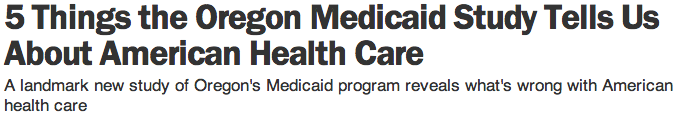 5 Things the Oregon Medicaid Study Tells Us
About American Health Care
A landmark new study of Oregon's Medicaid program reveals what's wrong with American
health care